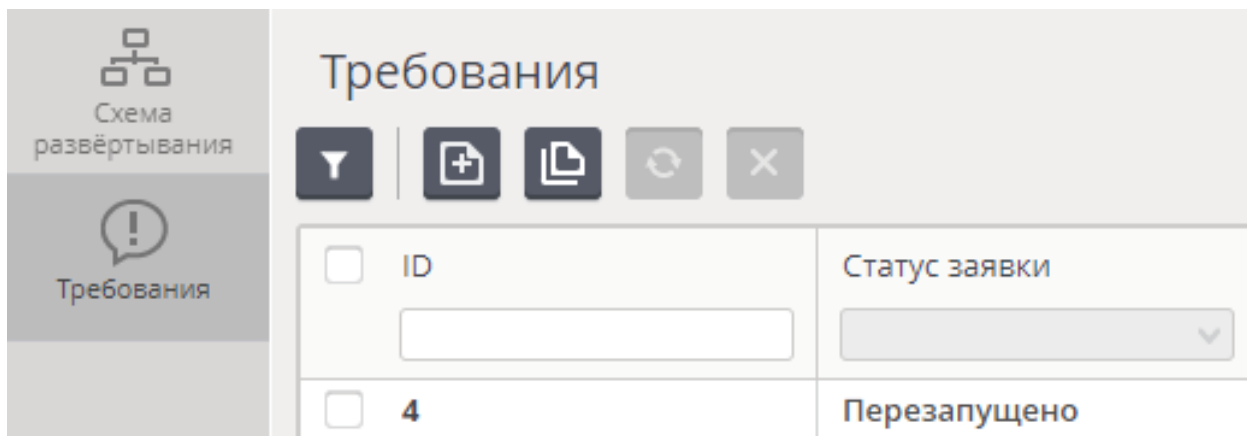 Схема
развёртывания
Требования
Требования
ID
Статус заявки
4
Перезапущено